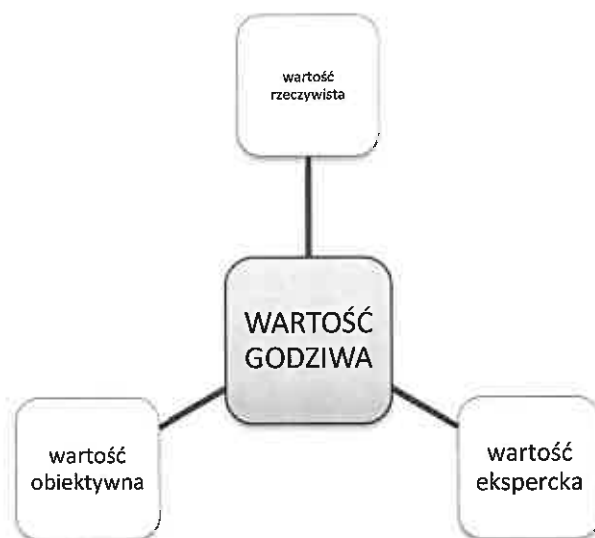 wartość
rzeczywista
WARTOŚĆ
GODZIWA
wartość
obiektywna
wartość
ekspercka